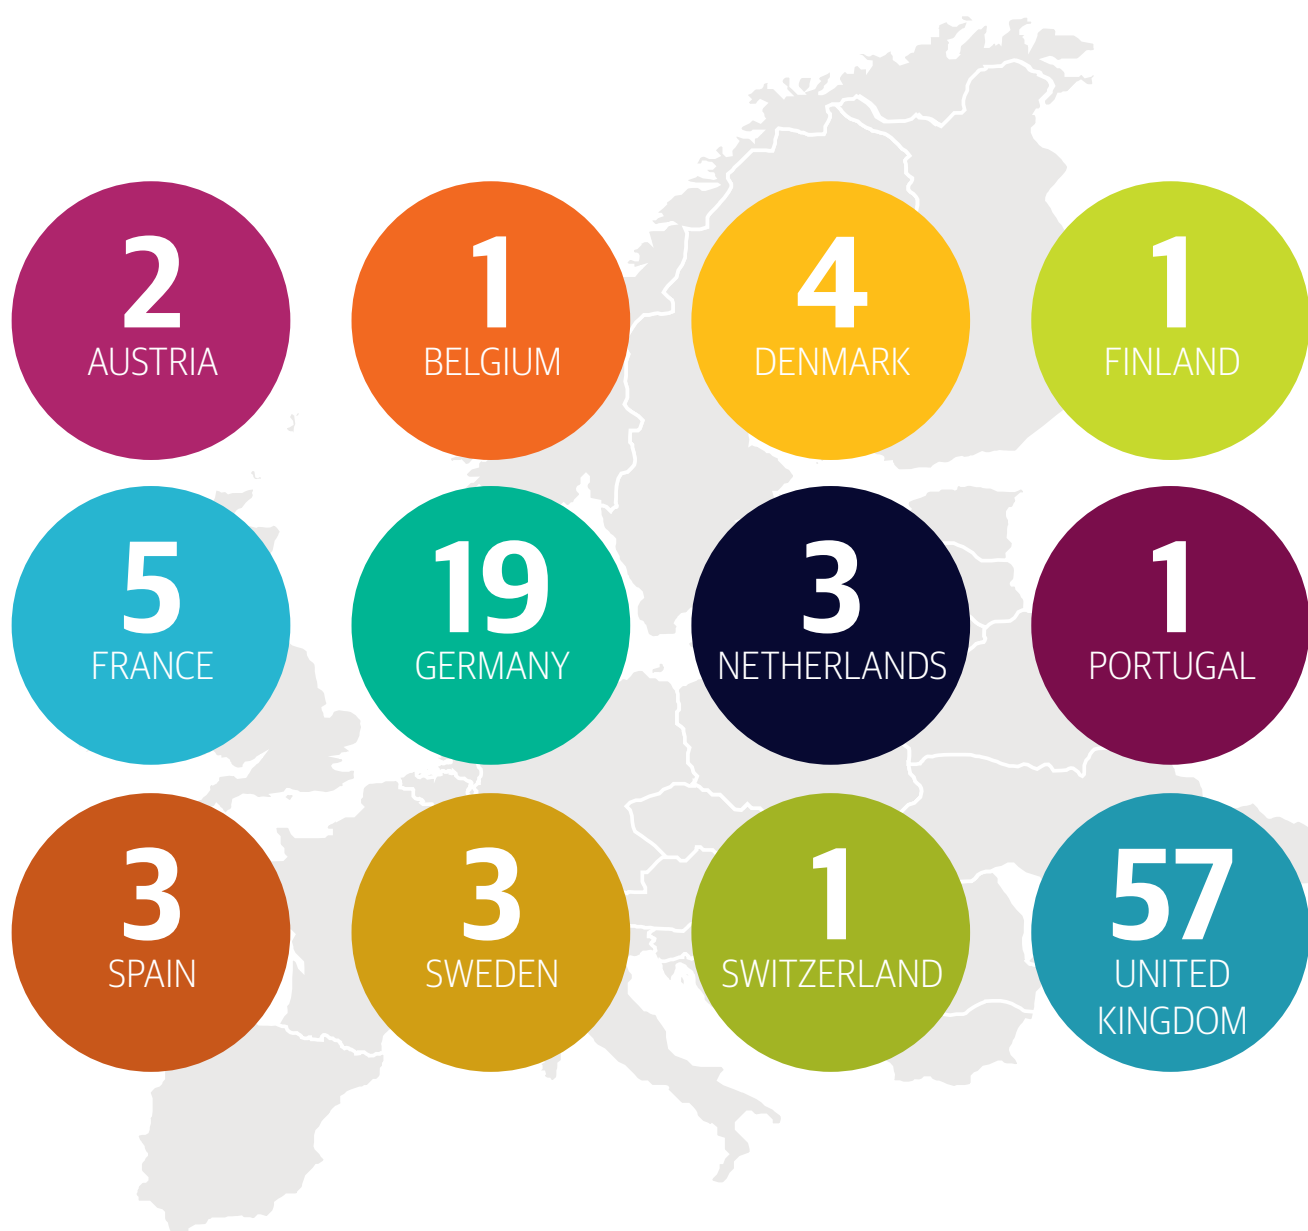 2
AUSTRIA
1
BELGIUM
4
DENMARK
1
FINLAND
5
FRANCE
19
GERMANY
3
NETHERLANDS
1
PORTUGAL
3
SPAIN
3
SWEDEN
1
SWITZERLAND
57
UNITED
KINGDOM